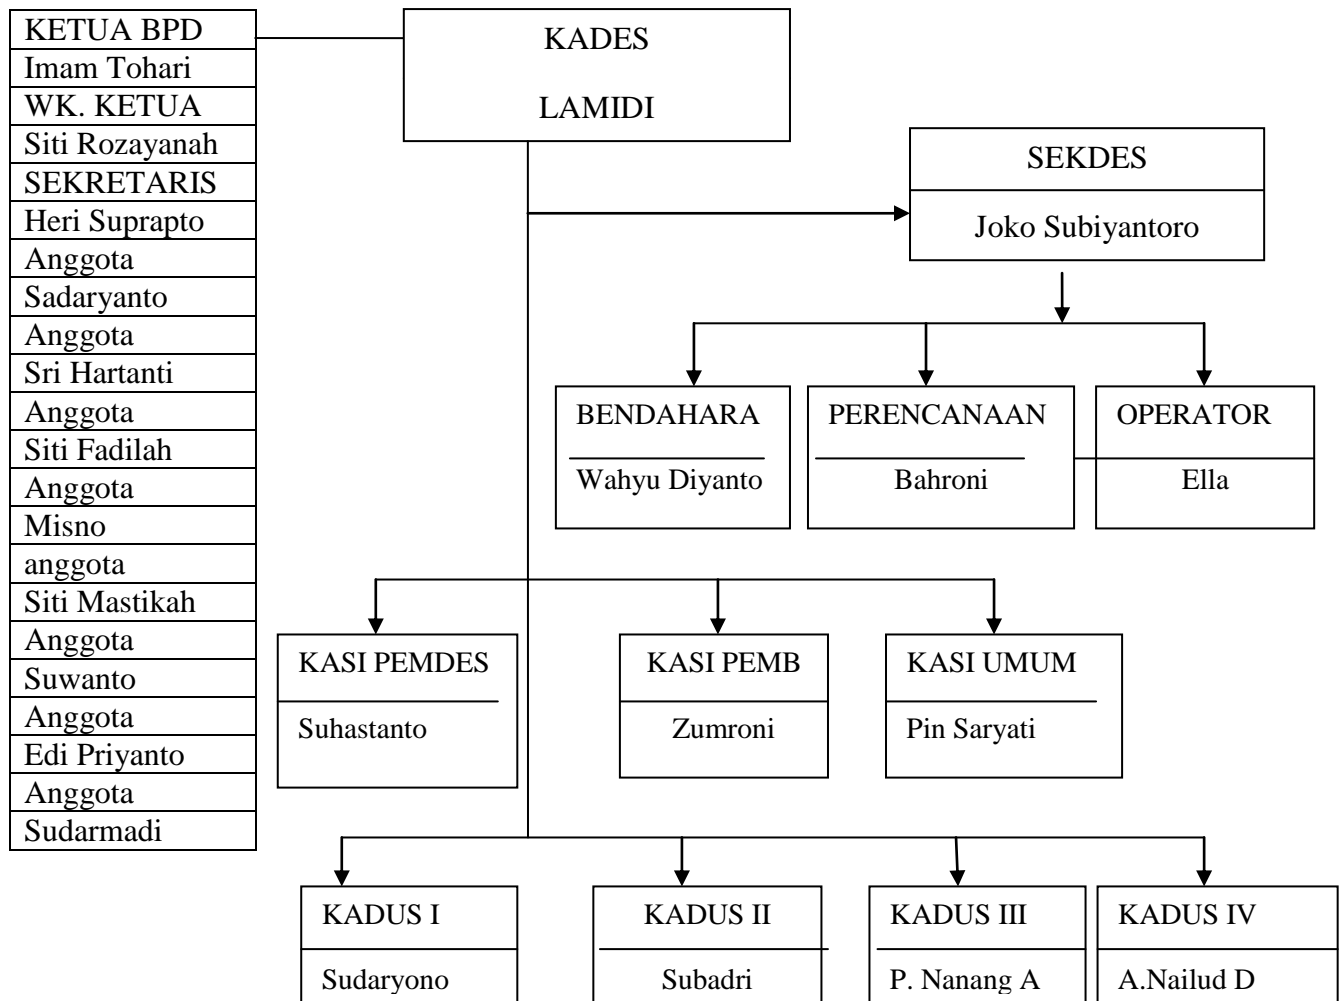 KETUA BPD
Imam Tohari
WK. KETUA
Siti Rozayanah
SEKRETARIS
Heri Suprapto
Anggota
Sadaryanto
Anggota
Sri Hartanti
Anggota
Siti Fadilah
Anggota
Misno
anggota
Siti Mastikah
Anggota
Suwanto
Anggota
Edi Priyanto
Anggota
Sudarmadi
KADES
LAMIDI
SEKDES
Joko Subiyantoro
BENDAHARA
Wahyu Diyanto
PERENCANAAN
Bahroni
OPERATOR
Ella
KASI PEMDES
Suhastanto
KASI PEMB
Zumroni
KASI UMUM
Pin Saryati
KADUS I
Sudaryono
KADUS II
Subadri
KADUS III
P. Nanang A
KADUS IV
A.Nailud D